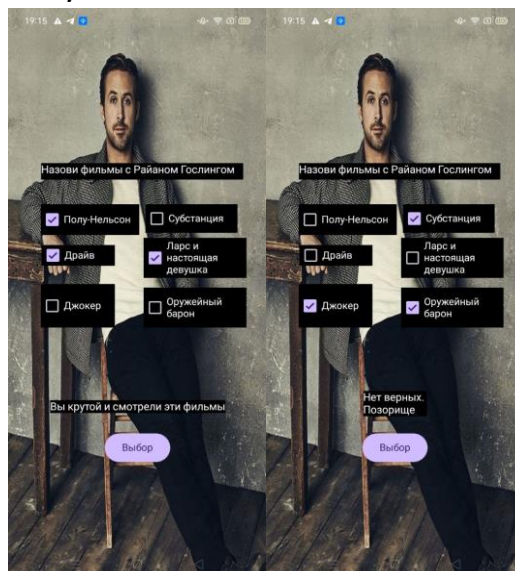 19:15
19:15
Назови фильмы с Райаном Гослингом
Назови фильмы с Райаном Гослингом
Полу-Нельсон
Субстанция
Полу-Нельсон
Субстанция
Драйв
Ларс и
настоящая
девушка
Драйв
Ларс и
настоящая
девушка
Джокер
Оружейный
барон
Джокер
Оружейный
барон
Вы крутой и смотрели эти фильмы
Нет верных.
Позорище
Выбор
Выбор